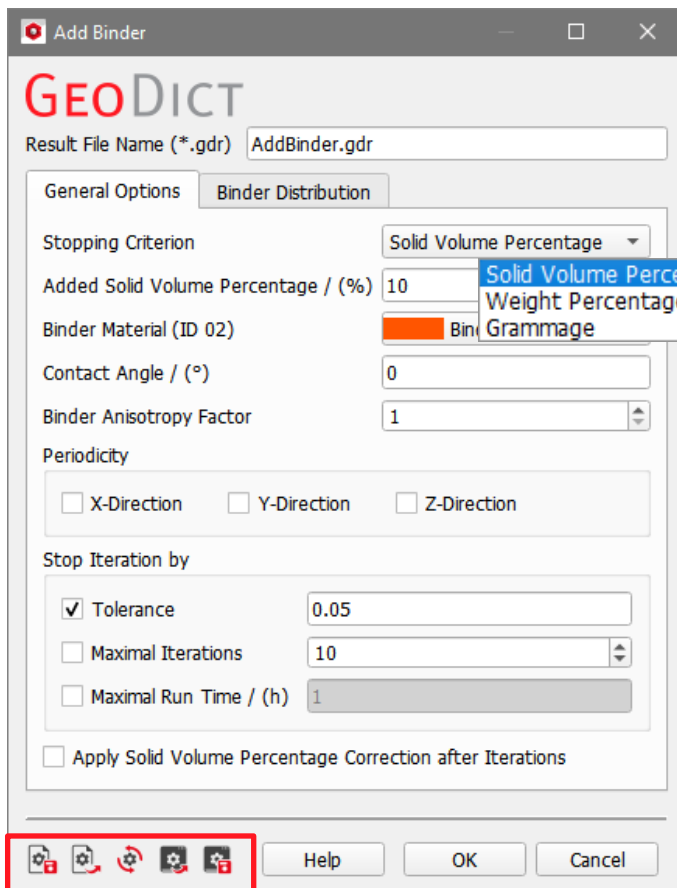 Add Binder
GEODICT
Result File Name (*.gdr) AddBinder.gdr
General Options Binder Distribution
Stopping Criterion Solid Volume Percentage
Added Solid Volume Percentage / (%) 10
Solid Volume Perce
Weight Percentag
Grammage
Binder Material (ID 02) Bin
Contact Angle / (°) 0
Binder Anisotropy Factor 1
Periodicity
X-Direction Y-Direction Z-Direction
Stop Iteration by
Tolerance 0.05
Maximal Iterations 10
Maximal Run Time / (h) 1
Apply Solid Volume Percentage Correction after Iterations
Help OK Cancel